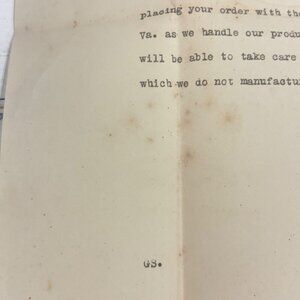 placing your order with the
Va. as we handle our produ
will be able to take care
which we do not manufactu
GS.